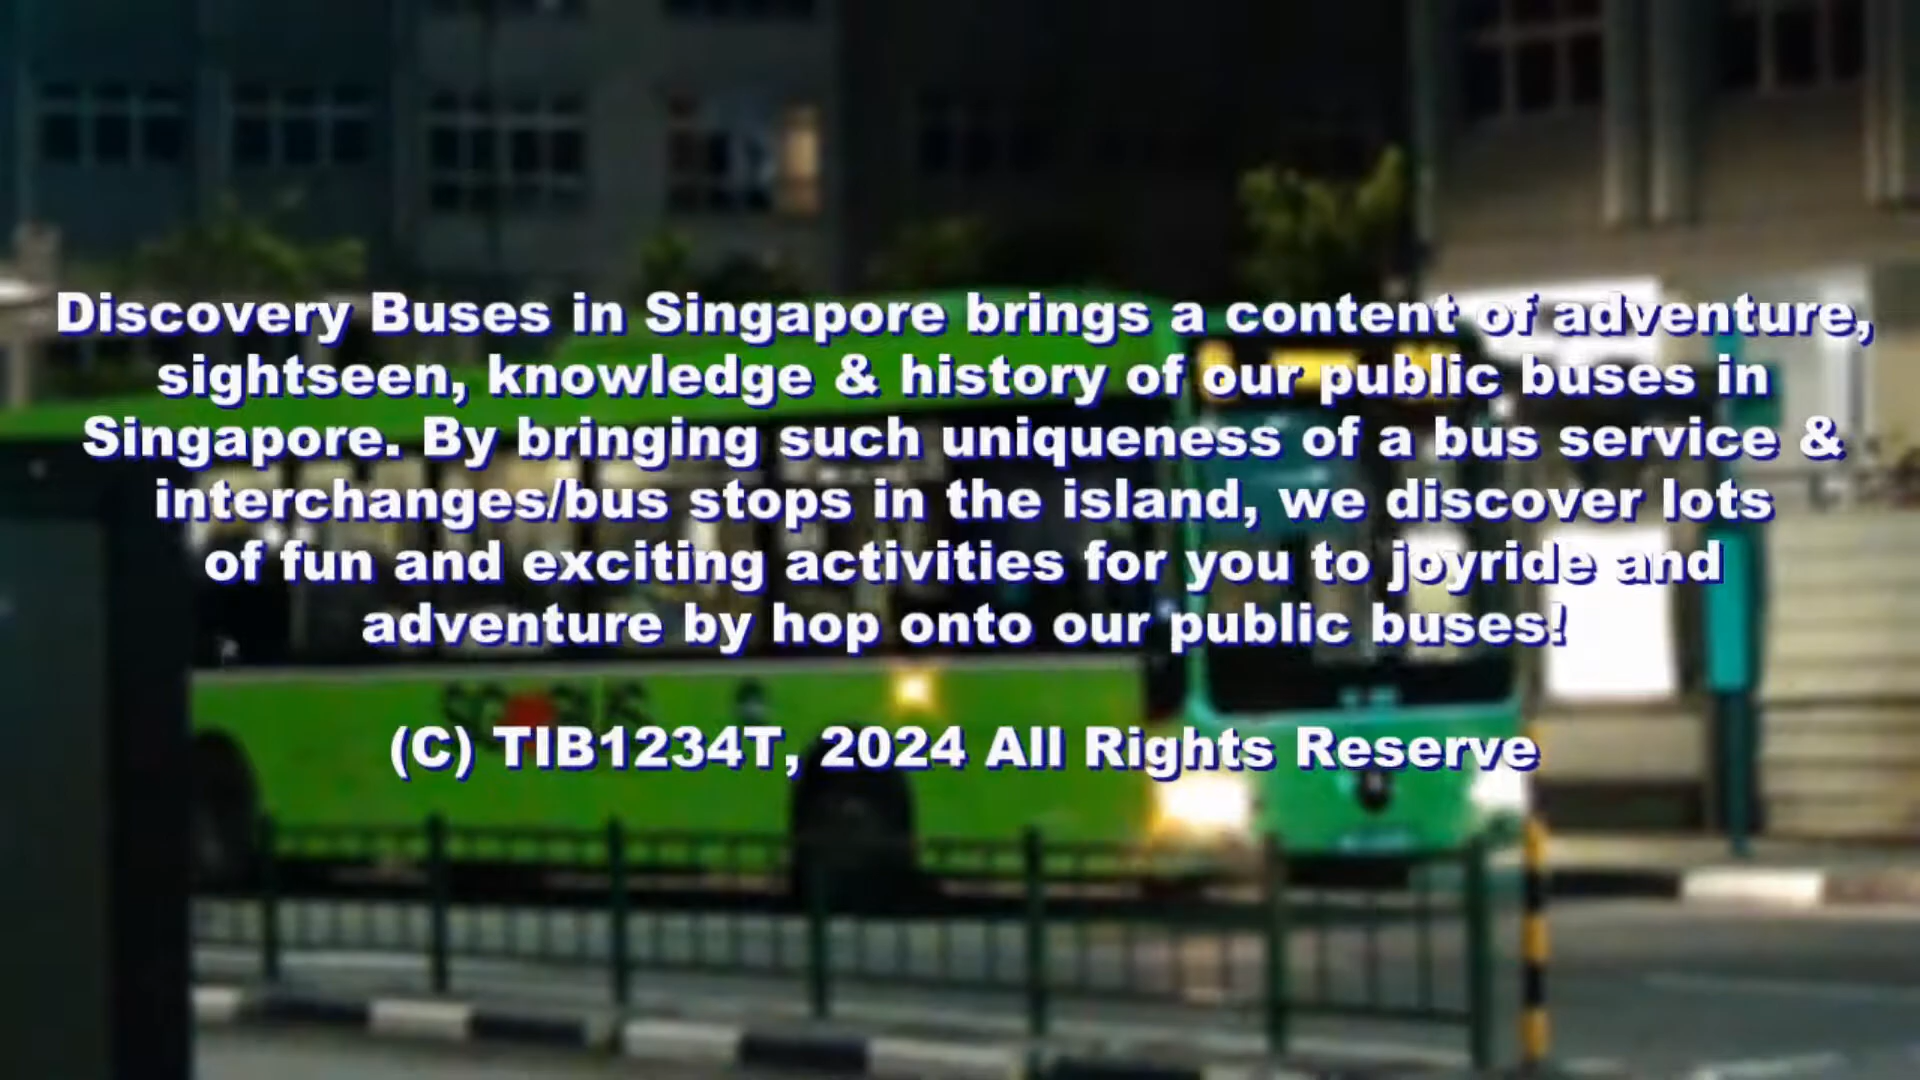 Discovery Buses in Singapore brings a content of adventure,
sightseen, knowledge & history of our public buses in
Singapore. By bringing such uniqueness of a bus service &
interchanges/bus stops in the island, we discover lots
of fun and exciting activities for you to joyride and
adventure by hop onto our public buses!
(C) TIB1234T, 2024 All Rights Reserve